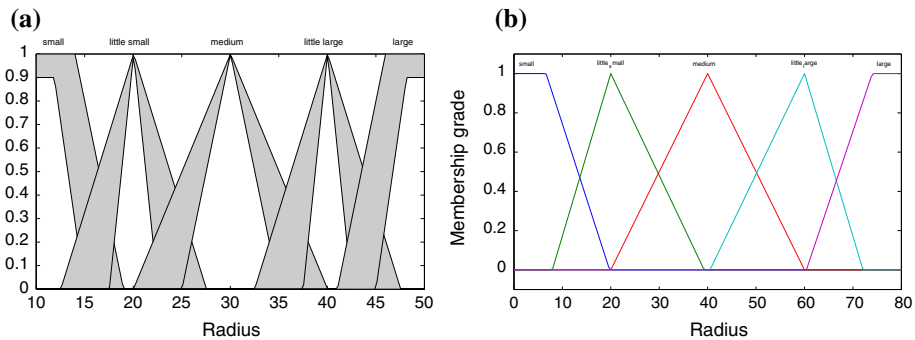 (a)
small little small medium little large large
1
0.9
0.8
0.7
0.6
0.5
0.4
0.3
0.2
0.1
0
10 15 20 25 30 35 40 45 50
Radius
(b)
small little_small medium little_large large
1
0.8
0.6
0.4
0.2
0
Membership grade
0 10 20 30 40 50 60 70 80
Radius